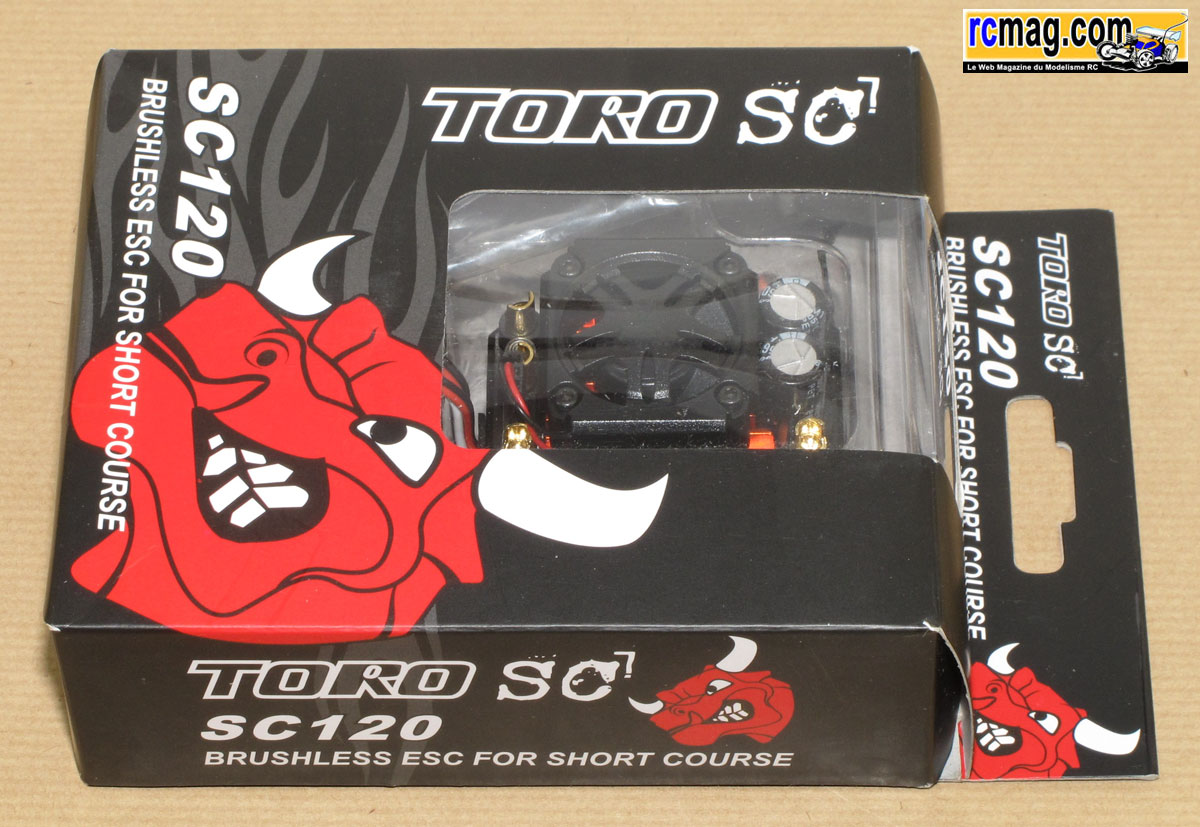 rcmag.com
Le Web Magazine du Modelisme RC
TORO SC
SC120
BRUSHLESS ESC FOR SHORT COURSE
TORO SC
SC120
BRUSHLESS ESC FOR SHORT COURSE
TORO SC
SC120
BRUSHLESS ESC FOR SHORT COURSE